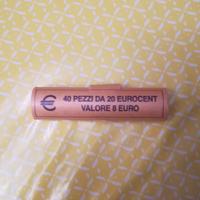 € 40 PEZZI DA 20 EUROCENT
VALORE 8 EURO